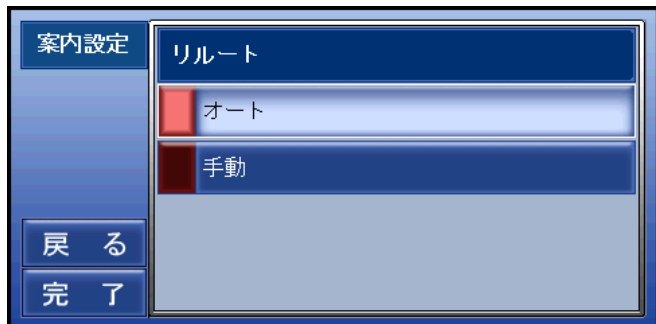 案内設定
リルート
オート
手動
戻 る
完 了